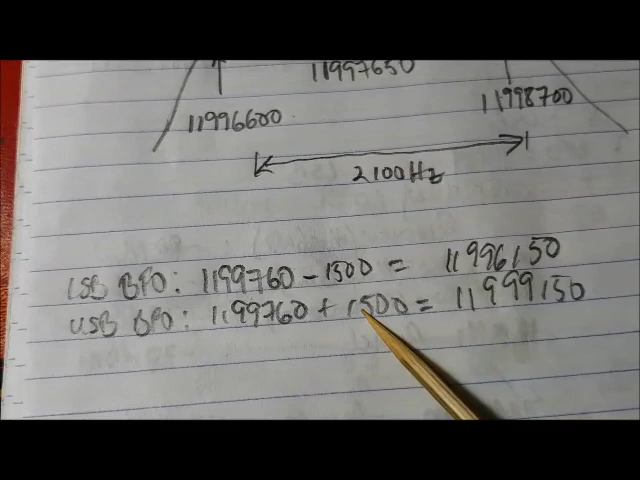 11997650
11996600
11998700
2100Hz
LSB BFO: 1199760 - 1500 = 11996150
USB BFO: 1199760 + 1500 = 11999150